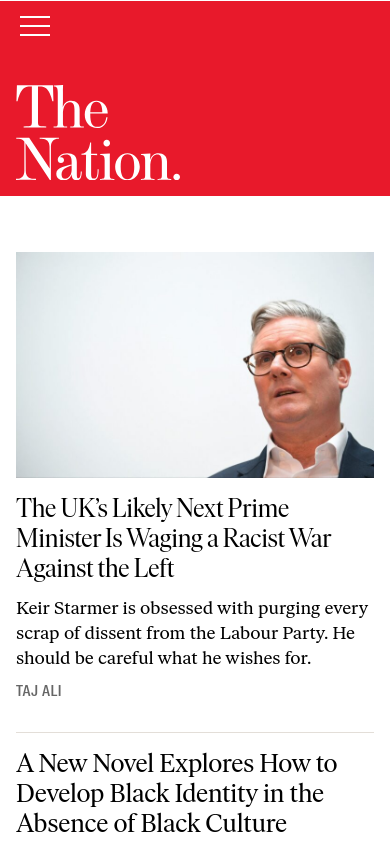 The
Nation.
The UK’s Likely Next Prime
Minister Is Waging a Racist War
Against the Left
Keir Starmer is obsessed with purging every
scrap of dissent from the Labour Party. He
should be careful what he wishes for.
TAJ ALI
A New Novel Explores How to
Develop Black Identity in the
Absence of Black Culture